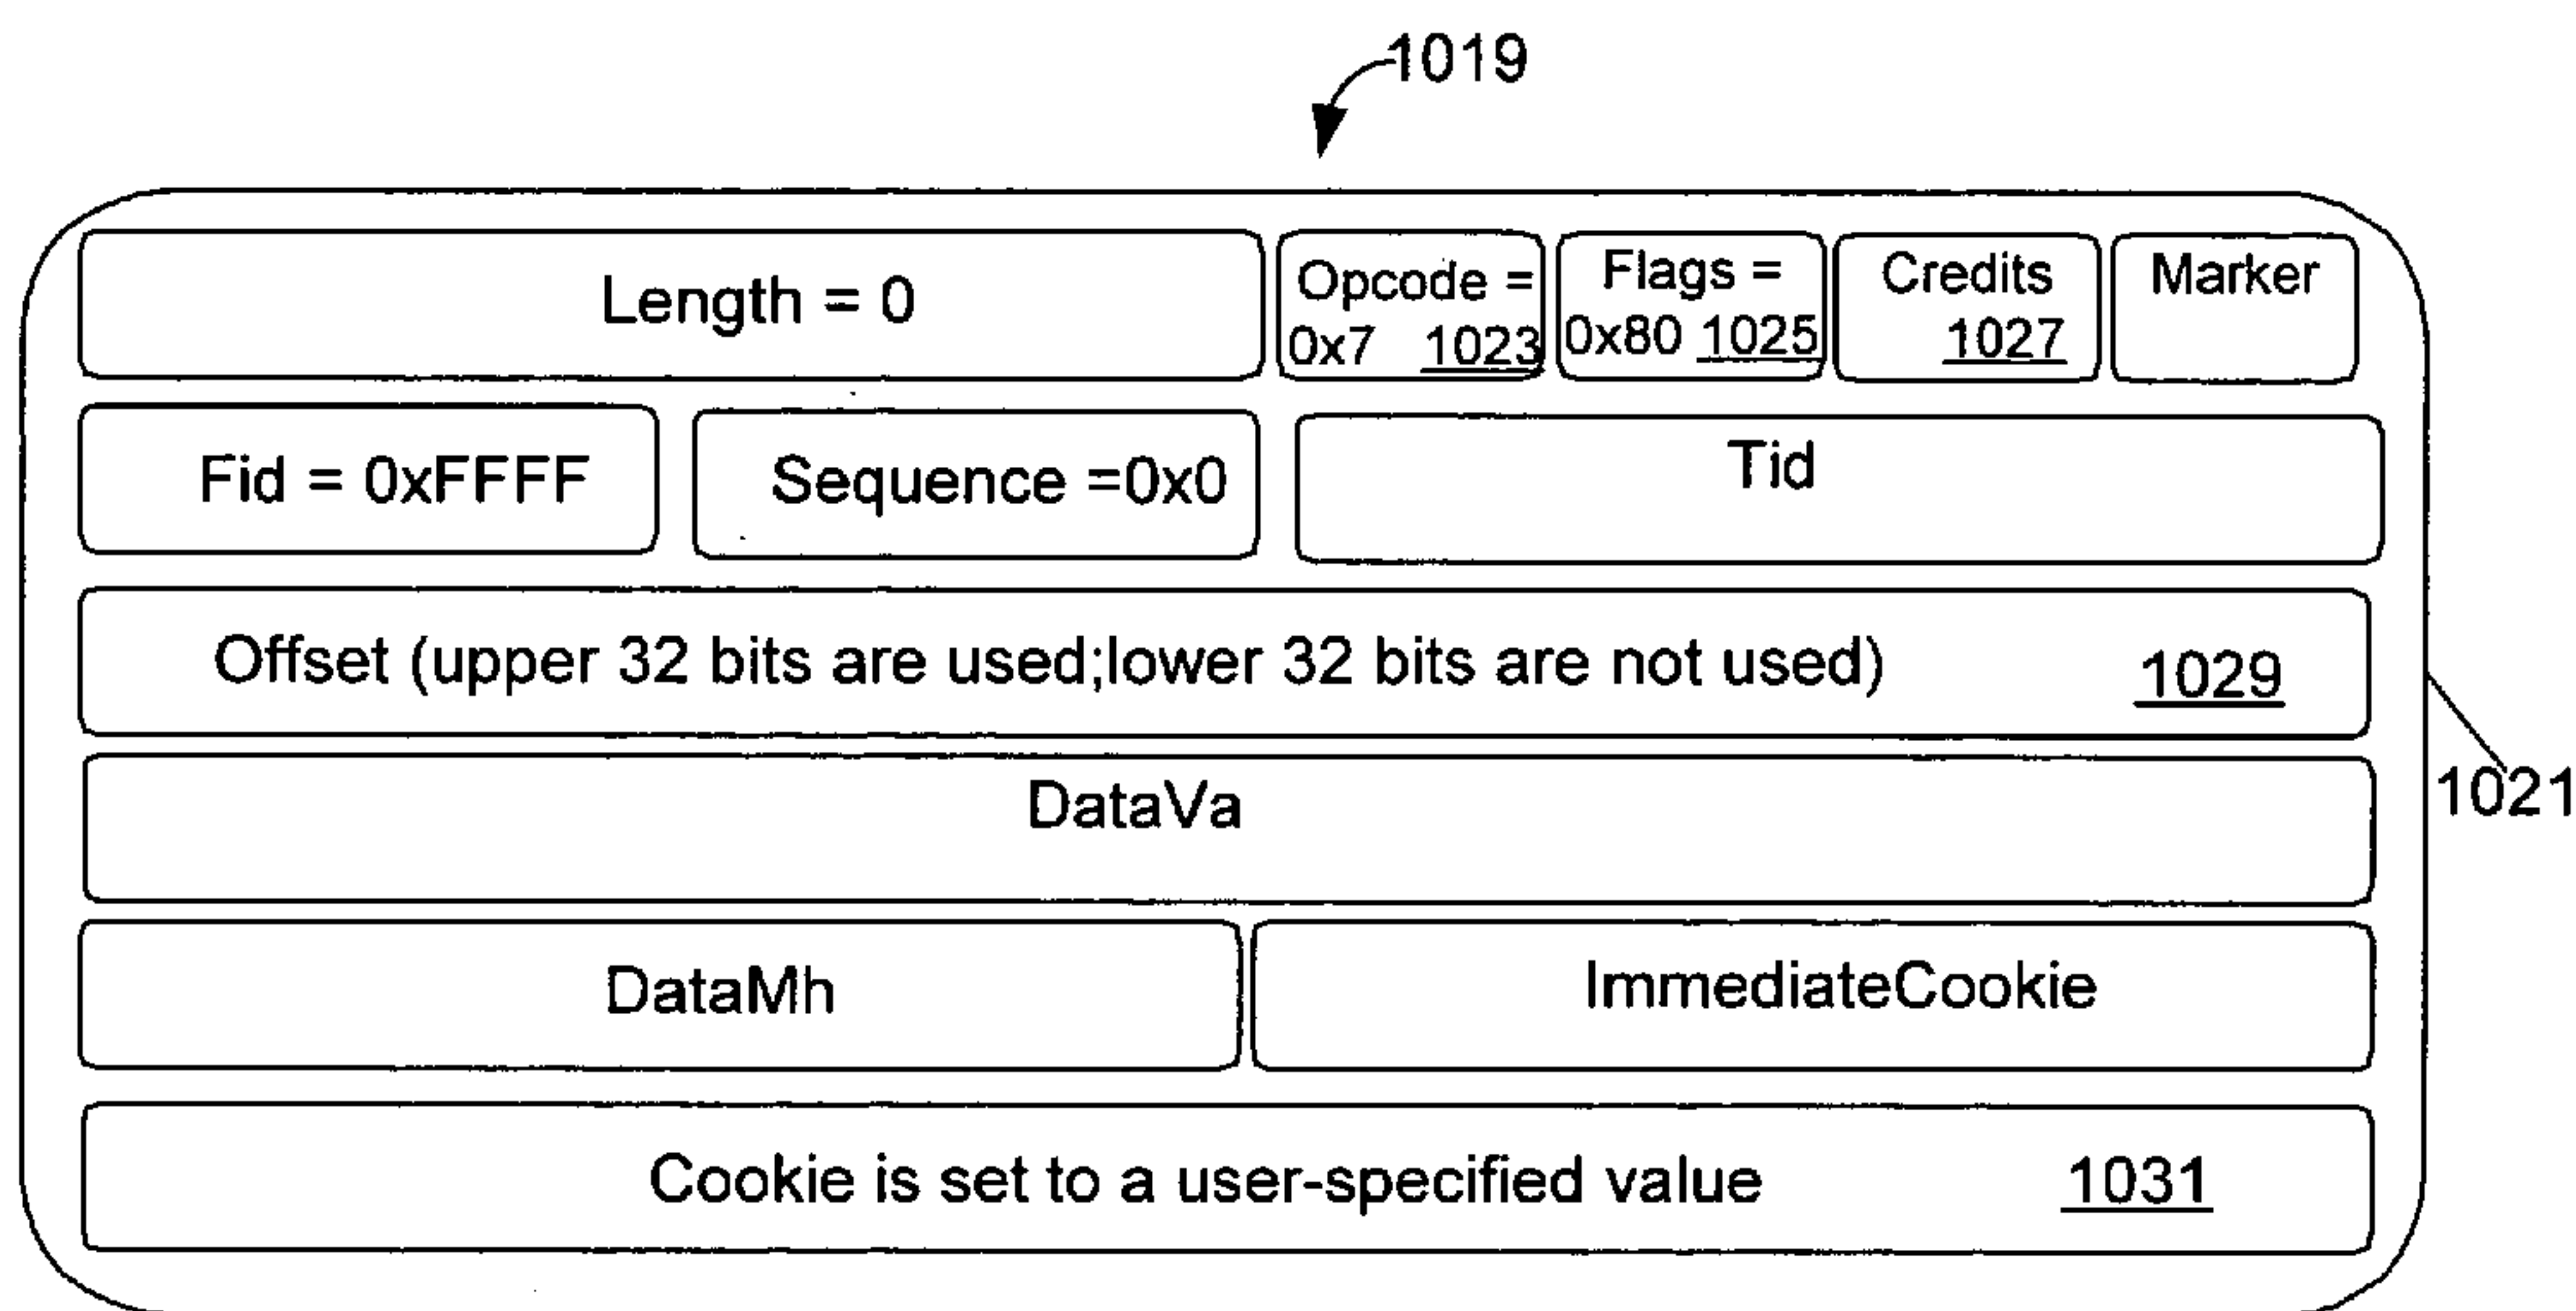 1019
Length = 0
Opcode =
0x7 1023
Flags =
0x80 1025
Credits
1027
Marker
Fid = 0xFFFF
Sequence =0x0
Tid
Offset (upper 32 bits are used;lower 32 bits are not used) 1029
DataVa
1021
DataMh
ImmediateCookie
Cookie is set to a user-specified value 1031